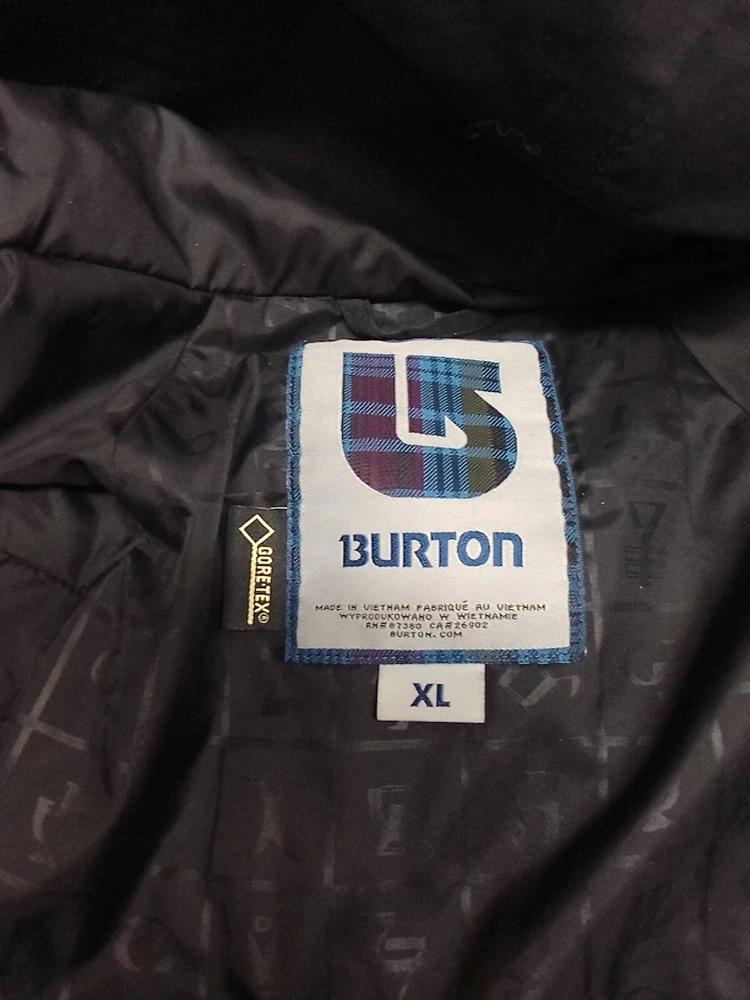 BURTON
GORE-TEX®
MADE IN VIETNAM FABRIQUÉ AU VIETNAM
WYPRODUKOWANO W WIETNAMIE
RN# 87380 CA# 26902
BURTON.COM
XL